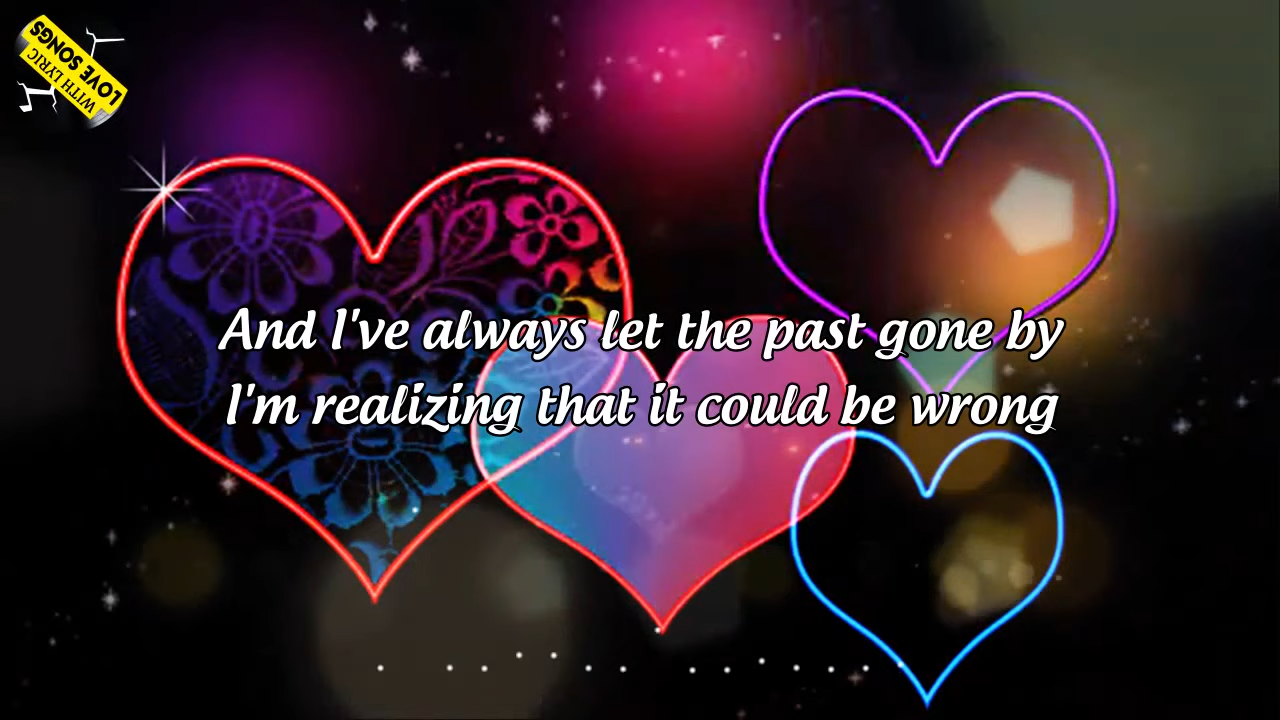 LOVE SONGS
WITH LYRIC
And I've always let the past gone by
I'm realizing that it could be wrong